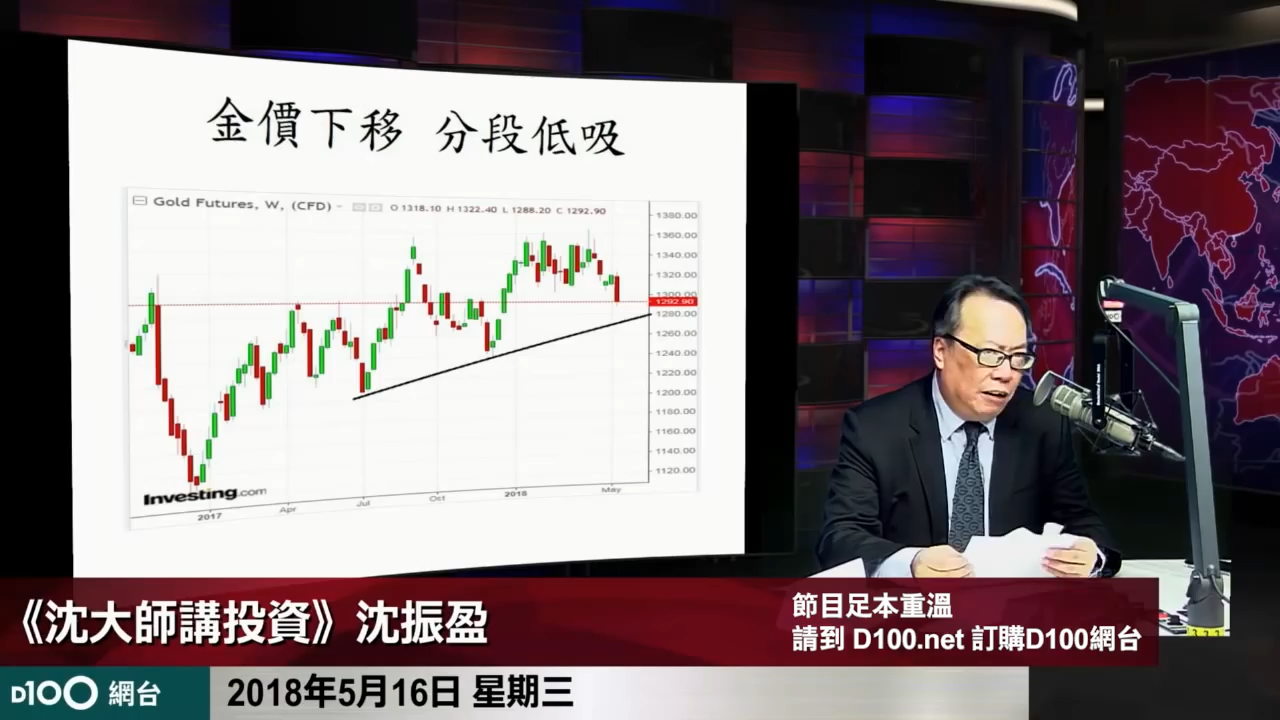 金價下移 分段低吸
Gold Futures, W, (CFD)
O 1318.10 H 1322.40 L 1288.20 C 1292.90
1380.00
1360.00
1340.00
1320.00
1300.00
1292.90
1280.00
1260.00
1240.00
1220.00
1200.00
1180.00
1160.00
1140.00
1120.00
Investing.com
2017
Apr
Jul
Oct
2018
May
《沈大師講投資》沈振盈
節目足本重溫
請到 D100.net 訂購D100網台
D100 網台
2018年5月16日 星期三